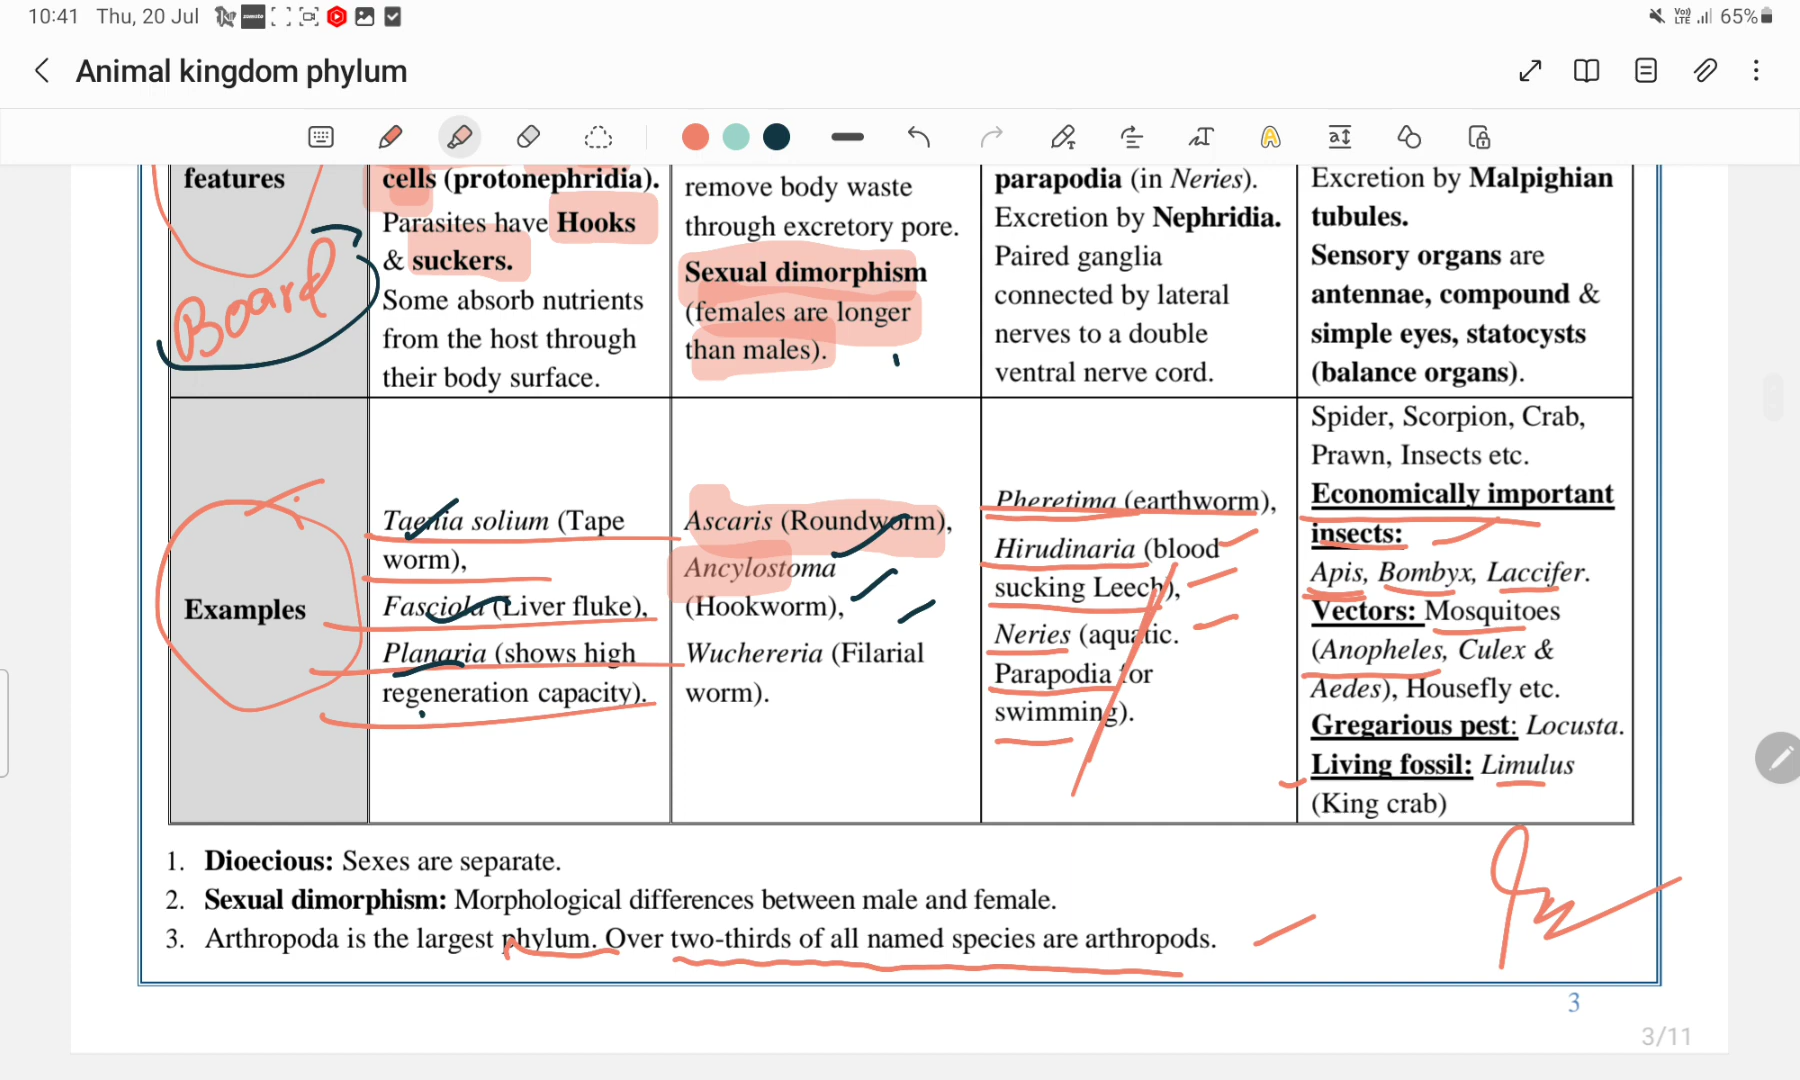 10:41 Thu, 20 Jul zomato 65%
Animal kingdom phylum
features
Board
cells (protonephridia).
Parasites have Hooks
& suckers.
Some absorb nutrients
from the host through
their body surface.
remove body waste
through excretory pore.
Sexual dimorphism
(females are longer
than males).
parapodia (in Neries).
Excretion by Nephridia.
Paired ganglia
connected by lateral
nerves to a double
ventral nerve cord.
Excretion by Malpighian
tubules.
Sensory organs are
antennae, compound &
simple eyes, statocysts
(balance organs).
Examples
Taenia solium (Tape
worm),
Fasciola (Liver fluke),
Planaria (shows high
regeneration capacity).
Ascaris (Roundworm),
Ancylostoma
(Hookworm),
Wuchereria (Filarial
worm).
Pheretima (earthworm),
Hirudinaria (blood
sucking Leech),
Neries (aquatic.
Parapodia for
swimming).
Spider, Scorpion, Crab,
Prawn, Insects etc.
Economically important
insects:
Apis, Bombyx, Laccifer.
Vectors: Mosquitoes
(Anopheles, Culex &
Aedes), Housefly etc.
Gregarious pest: Locusta.
Living fossil: Limulus
(King crab)
1. Dioecious: Sexes are separate.
2. Sexual dimorphism: Morphological differences between male and female.
3. Arthropoda is the largest phylum. Over two-thirds of all named species are arthropods.
3
3/11